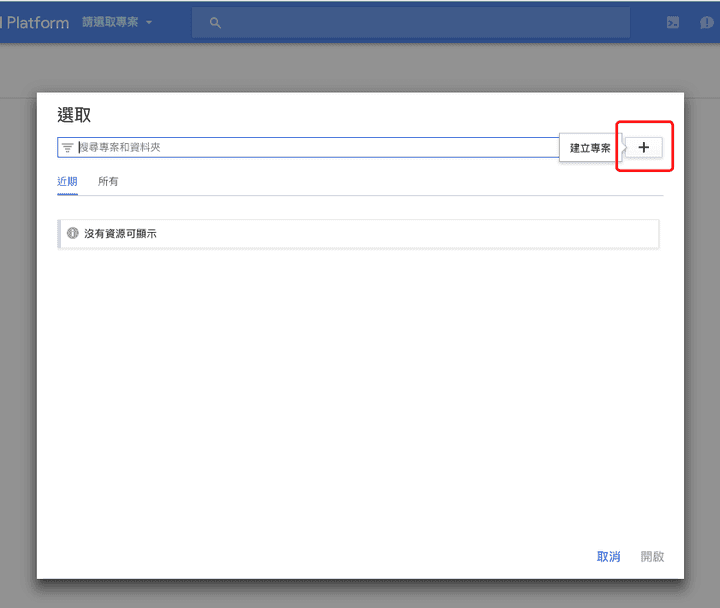 Platform 請選取專案
選取
搜尋專案和資料夾
建立專案
近期 所有
沒有資源可顯示
取消 開啟